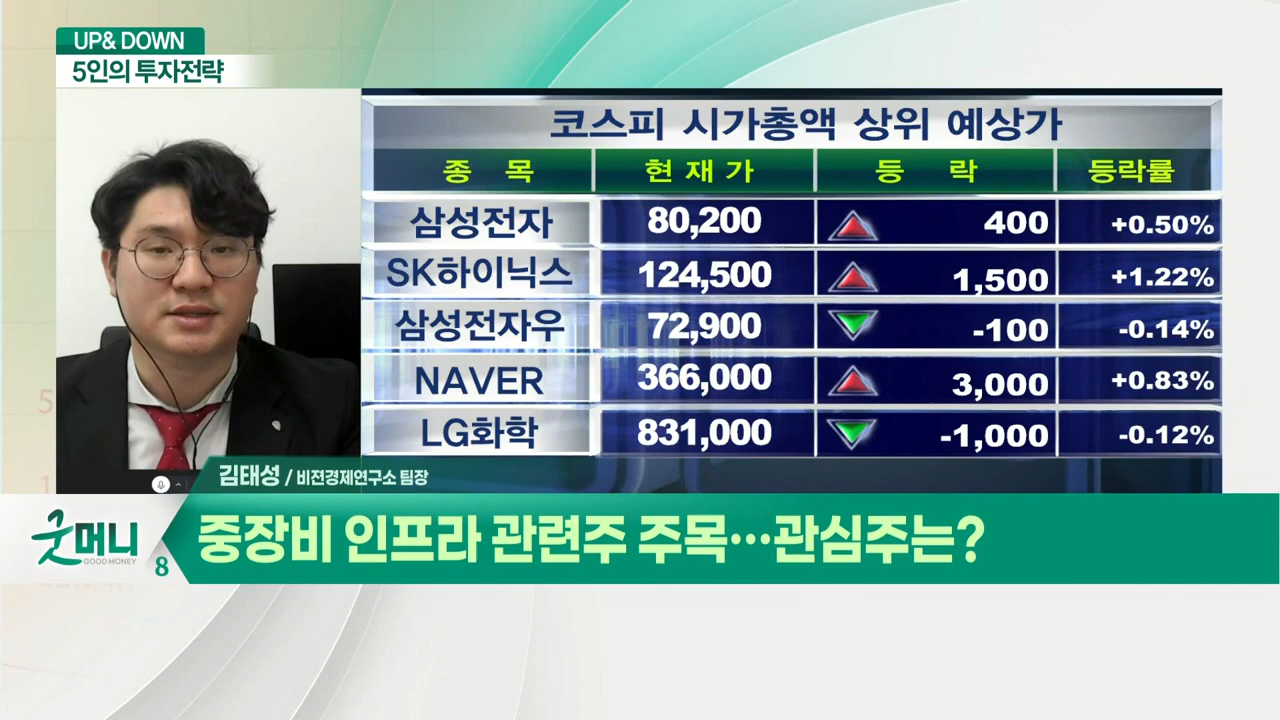 UP& DOWN
5인의 투자전략
코스피 시가총액 상위 예상가
종 목 현 재 가 등 락 등락률
삼성전자 80,200 400 +0.50%
SK하이닉스 124,500 1,500 +1.22%
삼성전자우 72,900 -100 -0.14%
NAVER 366,000 3,000 +0.83%
LG화학 831,000 -1,000 -0.12%
김태성 / 비전경제연구소 팀장
굿머니
GOOD MONEY
8
중장비 인프라 관련주 주목…관심주는?